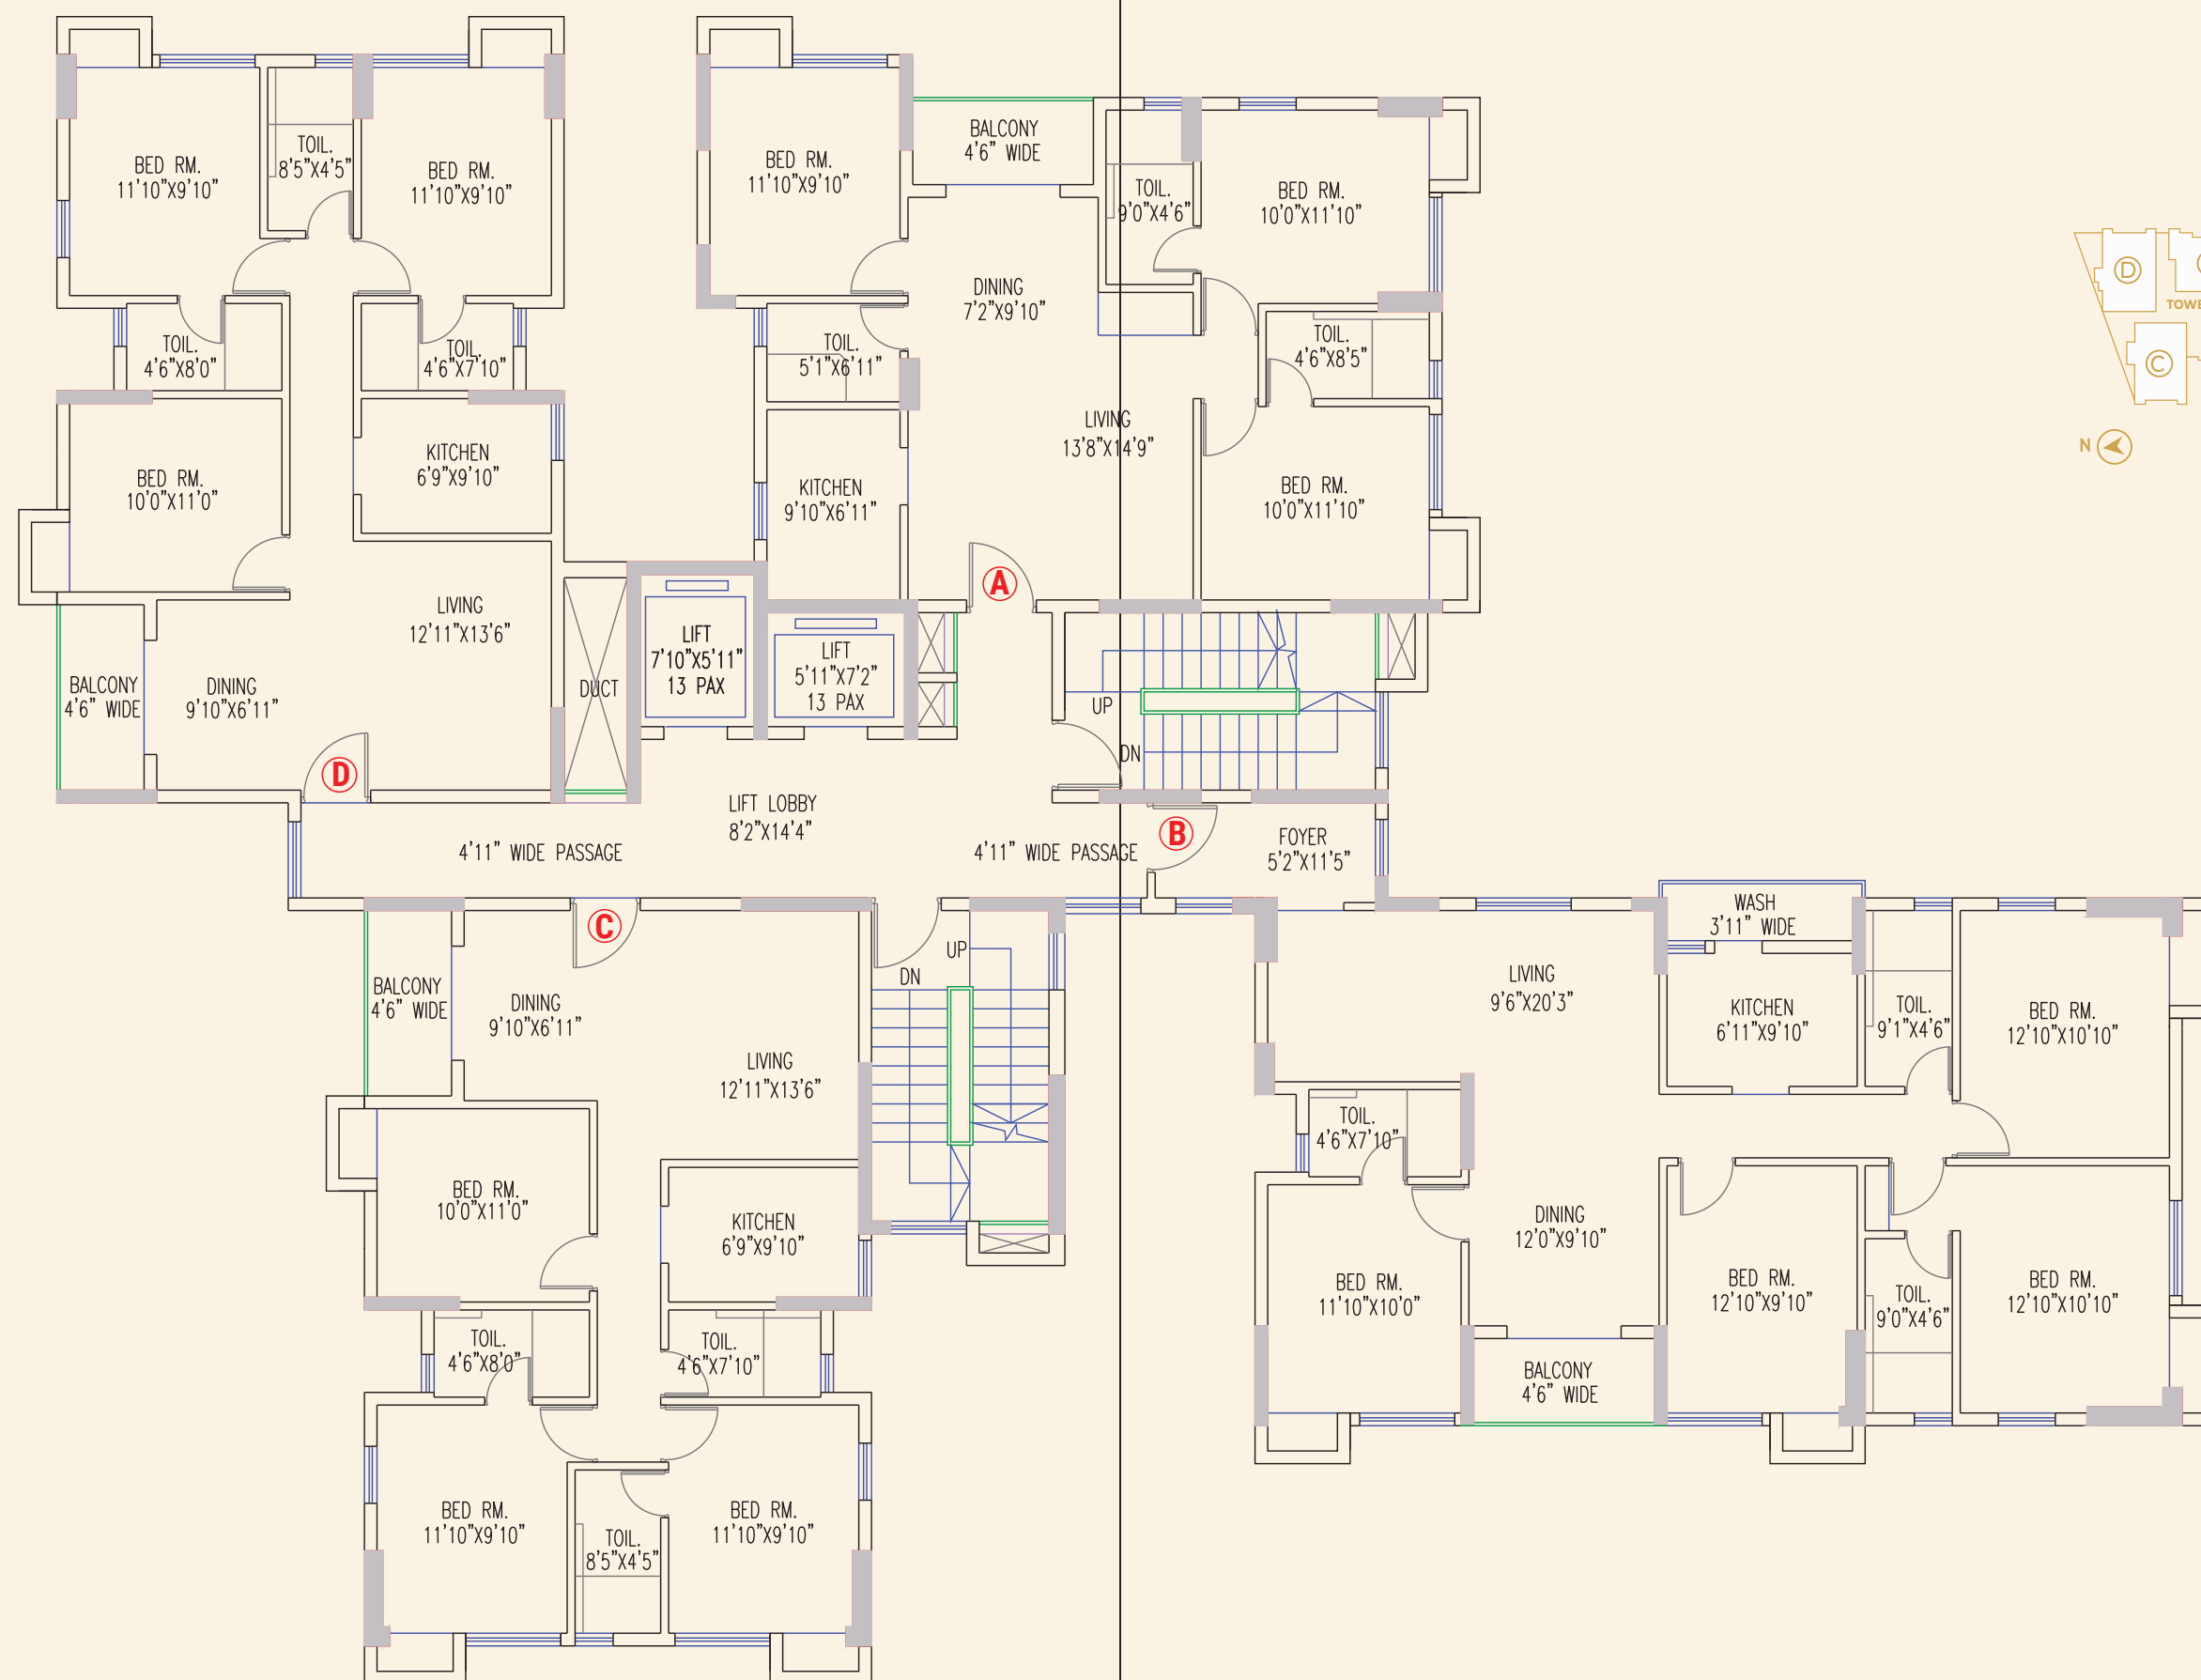 BED RM.
11'10"X9'10"
TOIL.
8'5"X4'5"
BED RM.
11'10"X9'10"
TOIL.
4'6"X8'0"
TOIL.
4'6"X7'10"
BED RM.
10'0"X11'0"
KITCHEN
6'9"X9'10"
LIVING
12'11"X13'6"
BALCONY
4'6" WIDE
DINING
9'10"X6'11"
D
DUCT
LIFT
7'10"X5'11"
13 PAX
LIFT
5'11"X7'2"
13 PAX
BED RM.
11'10"X9'10"
BALCONY
4'6" WIDE
TOIL.
9'0"X4'6"
BED RM.
10'0"X11'10"
DINING
7'2"X9'10"
TOIL.
5'1"X6'11"
TOIL.
4'6"X8'5"
LIVING
13'8"X14'9"
KITCHEN
9'10"X6'11"
BED RM.
10'0"X11'10"
A
UP
DN
D
TOWE
C
N
LIFT LOBBY
8'2"X14'4"
4'11" WIDE PASSAGE
4'11" WIDE PASSAGE
B
FOYER
5'2"X11'5"
C
BALCONY
4'6" WIDE
DINING
9'10"X6'11"
LIVING
12'11"X13'6"
UP
DN
BED RM.
10'0"X11'0"
KITCHEN
6'9"X9'10"
TOIL.
4'6"X8'0"
TOIL.
4'6"X7'10"
BED RM.
11'10"X9'10"
TOIL.
8'5"X4'5"
BED RM.
11'10"X9'10"
WASH
3'11" WIDE
LIVING
9'6"X20'3"
KITCHEN
6'11"X9'10"
TOIL.
9'1"X4'6"
BED RM.
12'10"X10'10"
TOIL.
4'6"X7'10"
DINING
12'0"X9'10"
BED RM.
11'10"X10'0"
BED RM.
12'10"X9'10"
TOIL.
9'0"X4'6"
BED RM.
12'10"X10'10"
BALCONY
4'6" WIDE